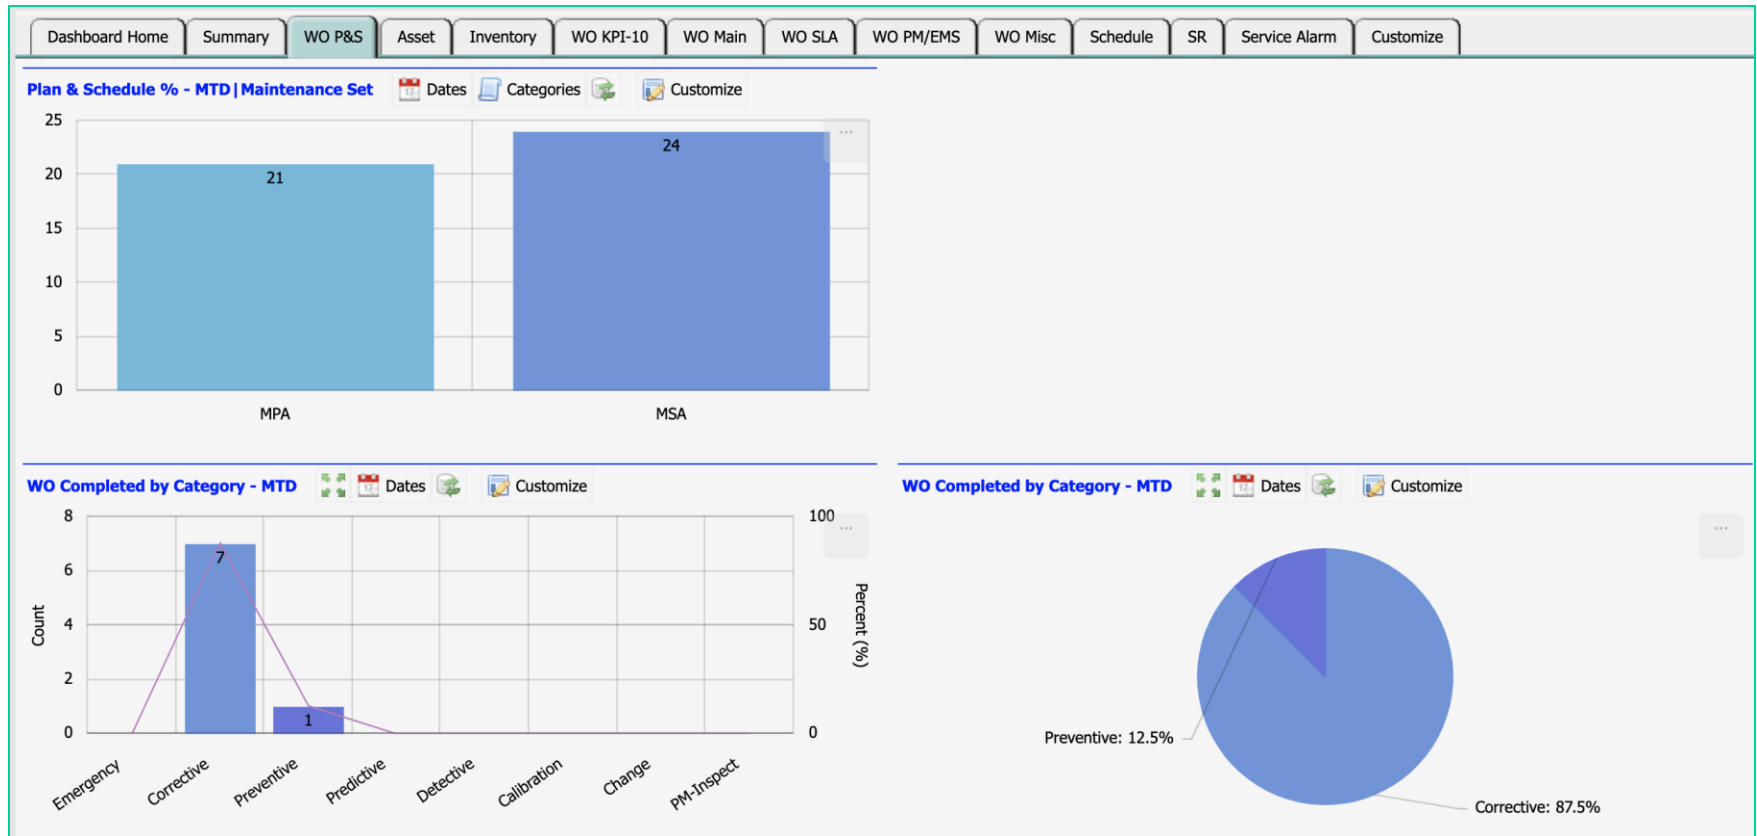 Dashboard Home Summary WO P&S Asset Inventory WO KPI-10 WO Main WO SLA WO PM/EMS WO Misc Schedule SR Service Alarm Customize
Plan & Schedule % - MTD|Maintenance Set Dates Categories Customize
25
20
15
10
5
0
21
24
...
MPA MSA
WO Completed by Category - MTD Dates Customize
8
6
4
2
0
Count
7
1
100
50
0
Percent (%)
...
Emergency Corrective Preventive Predictive Detective Calibration Change PM-Inspect
WO Completed by Category - MTD Dates Customize
...
Preventive: 12.5%
Corrective: 87.5%